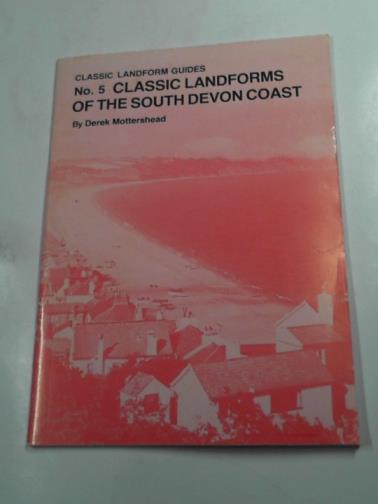 CLASSIC LANDFORM GUIDES
No. 5 CLASSIC LANDFORMS
OF THE SOUTH DEVON COAST
By Derek Mottershead